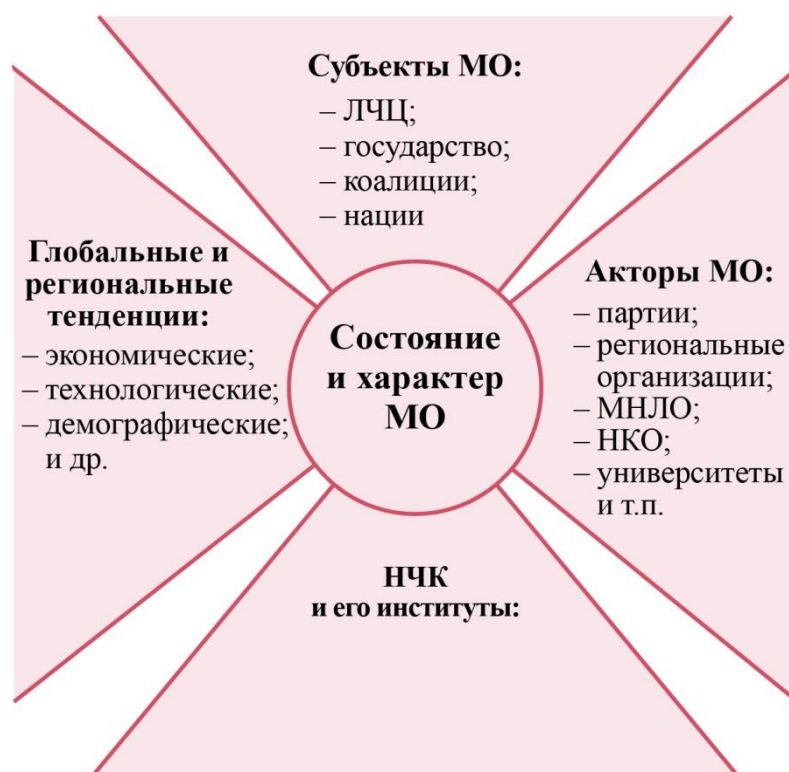 Субъекты МО:
– ЛЧЦ;
– государство;
– коалиции;
– нации
Глобальные и
региональные
тенденции:
– экономические;
– технологические;
– демографические;
и др.
Состояние
и характер
МО
Акторы МО:
– партии;
– региональные
организации;
– МНЛО;
– НКО;
– университеты
и т.п.
НЧК
и его институты: